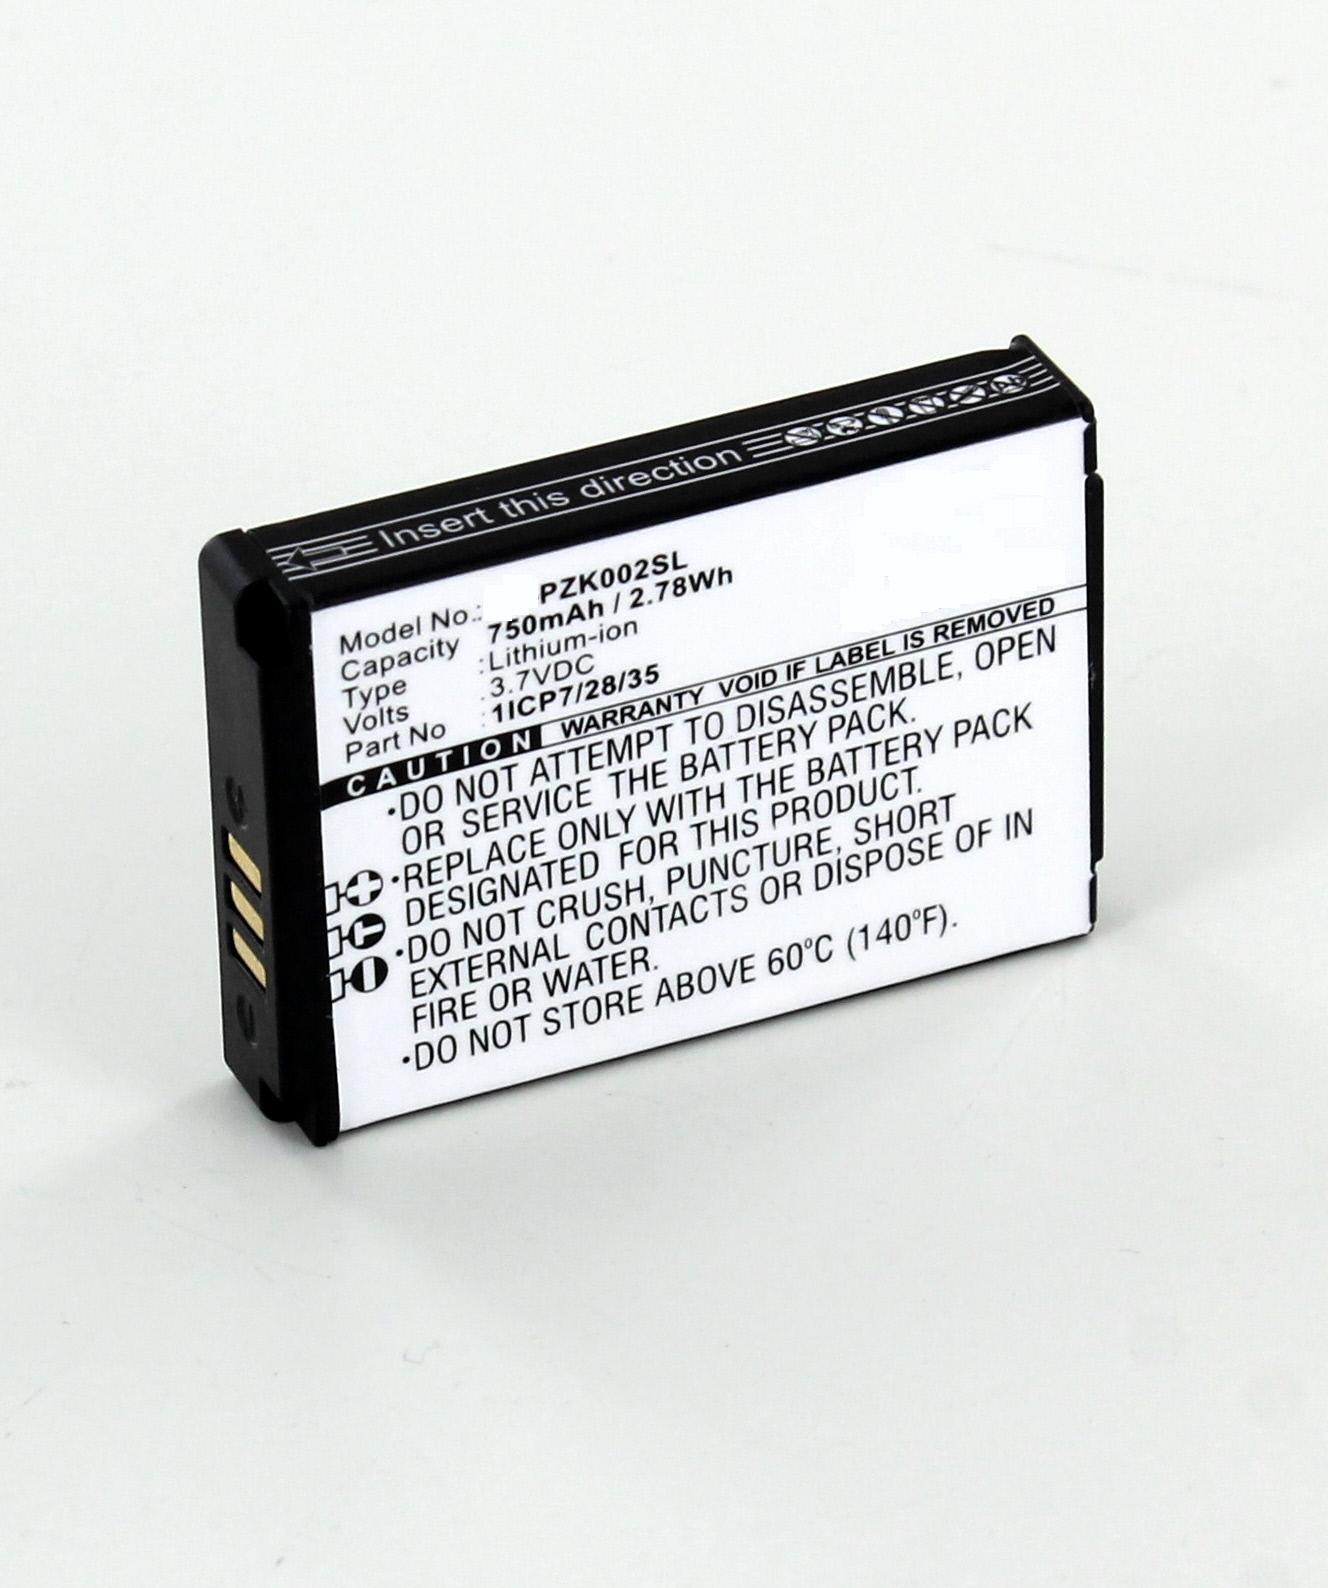 Insert this direction
Model No.: PZK002SL
Capacity 750mAh / 2.78Wh
Type : Lithium-ion
Volts : 3.7VDC
Part No : 1ICP7/28/35
CAUTION WARRANTY VOID IF LABEL IS REMOVED
•DO NOT ATTEMPT TO DISASSEMBLE, OPEN
OR SERVICE THE BATTERY PACK.
•REPLACE ONLY WITH THE BATTERY PACK
DESIGNATED FOR THIS PRODUCT.
•DO NOT CRUSH, PUNCTURE, SHORT
EXTERNAL CONTACTS OR DISPOSE OF IN
FIRE OR WATER.
•DO NOT STORE ABOVE 60°C (140°F).
+
T
-